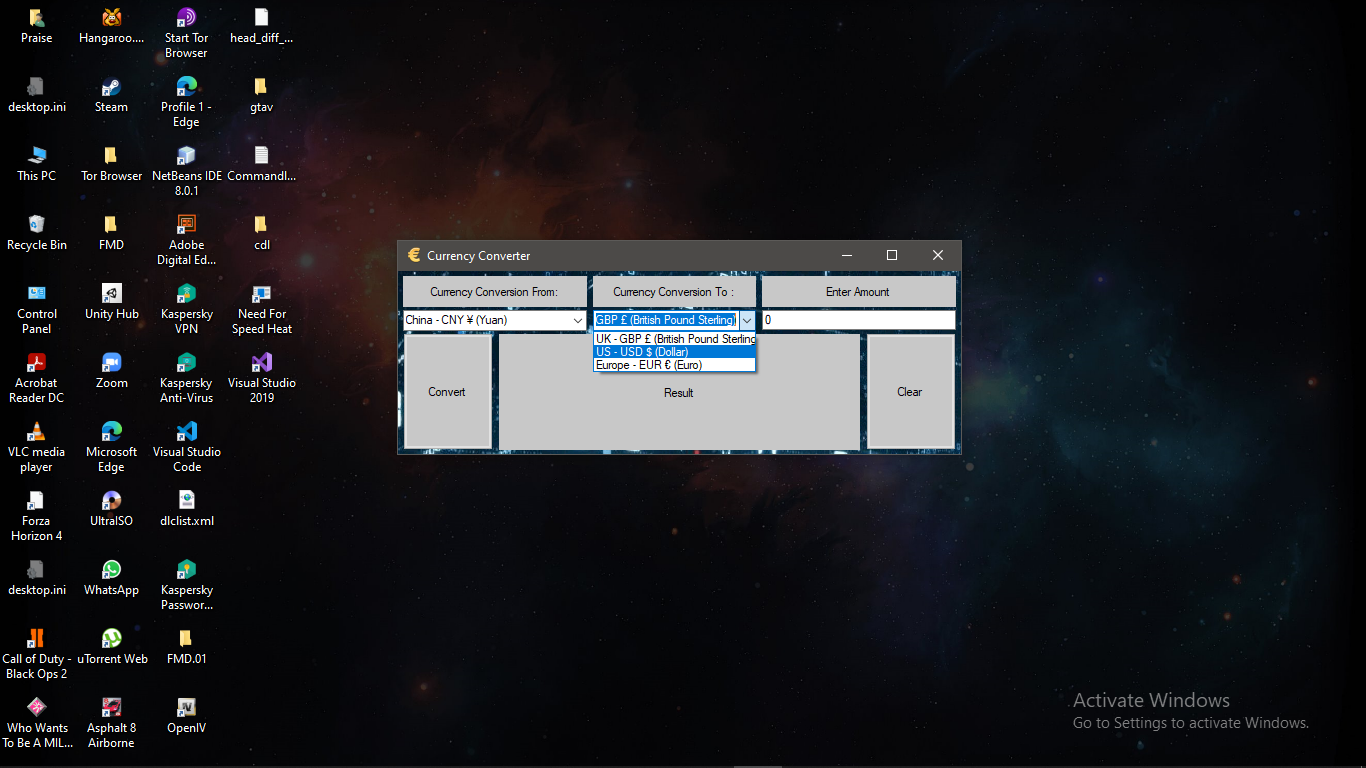 Praise
Hangaroo....
Start Tor
Browser
head_diff_...
desktop.ini
Steam
Profile 1 -
Edge
gtav
This PC
Tor Browser
NetBeans IDE
8.0.1
CommandI...
Recycle Bin
FMD
Adobe
Digital Ed...
cdl
Control
Panel
Unity Hub
Kaspersky
VPN
Need For
Speed Heat
Acrobat
Reader DC
Zoom
Kaspersky
Anti-Virus
Visual Studio
2019
VLC media
player
Microsoft
Edge
Visual Studio
Code
Forza
Horizon 4
UltraISO
dlclist.xml
desktop.ini
WhatsApp
Kaspersky
Passwor...
Call of Duty -
Black Ops 2
uTorrent Web
FMD.01
Who Wants
To Be A MIL...
Asphalt 8
Airborne
OpenIV
Currency Converter
Currency Conversion From:
Currency Conversion To :
Enter Amount
China - CNY ¥ (Yuan)
GBP £ (British Pound Sterling)
0
UK - GBP £ (British Pound Sterling
US - USD $ (Dollar)
Europe - EUR € (Euro)
Convert
Result
Clear
Activate Windows
Go to Settings to activate Windows.